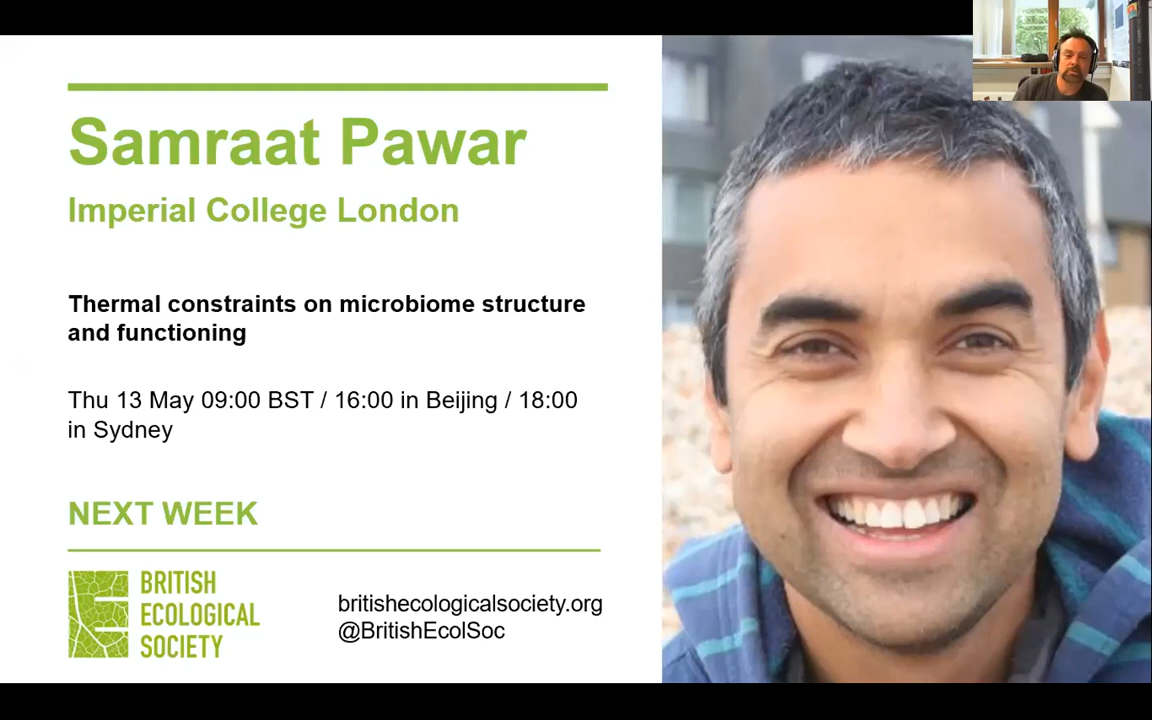 Samraat Pawar
Imperial College London
Thermal constraints on microbiome structure
and functioning
Thu 13 May 09:00 BST / 16:00 in Beijing / 18:00
in Sydney
NEXT WEEK
BRITISH
ECOLOGICAL
SOCIETY
britishecologicalsociety.org
@BritishEcolSoc